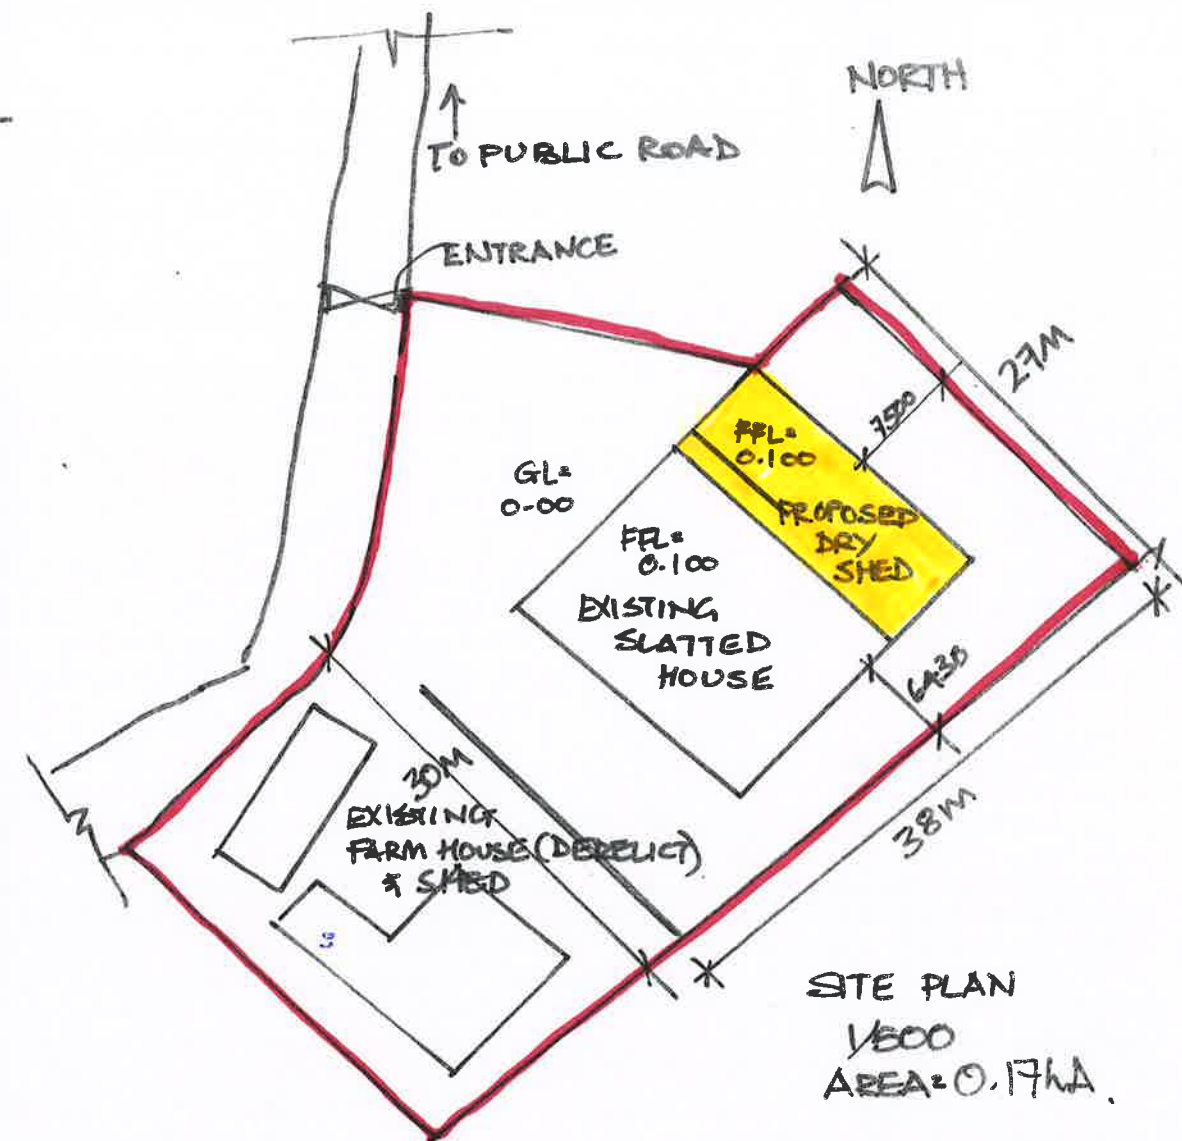 NORTH
TO PUBLIC ROAD
ENTRANCE
27M
7500
FFL=
0.100
GL=
0.00
PROPOSED
DRY
SHED
FFL=
0.100
EXISTING
SLATTED
HOUSE
6430
30M
38M
EXISTING
FARM HOUSE (DERELICT)
& SHED
SITE PLAN
1/500
AREA= 0.17hA.